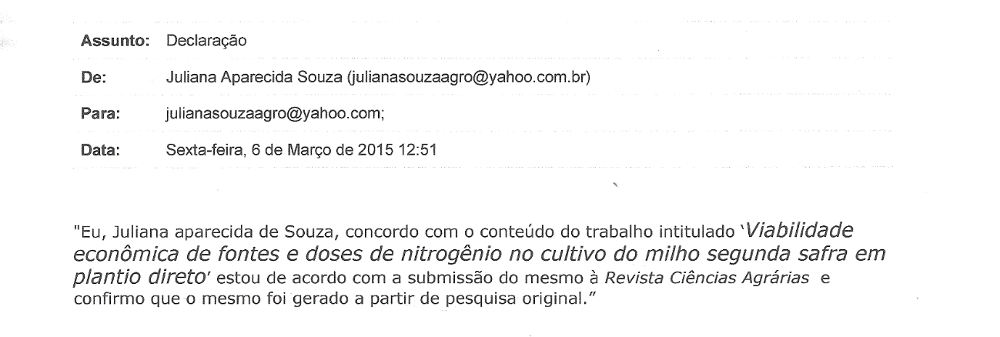 Assunto: Declaração
De: Juliana Aparecida Souza (julianasouzaagro@yahoo.com.br)
Para: julianasouzaagro@yahoo.com;
Data: Sexta-feira, 6 de Março de 2015 12:51
"Eu, Juliana aparecida de Souza, concordo com o conteúdo do trabalho intitulado ‘Viabilidade
econômica de fontes e doses de nitrogênio no cultivo do milho segunda safra em
plantio direto’ estou de acordo com a submissão do mesmo à Revista Ciências Agrárias e
confirmo que o mesmo foi gerado a partir de pesquisa original.”